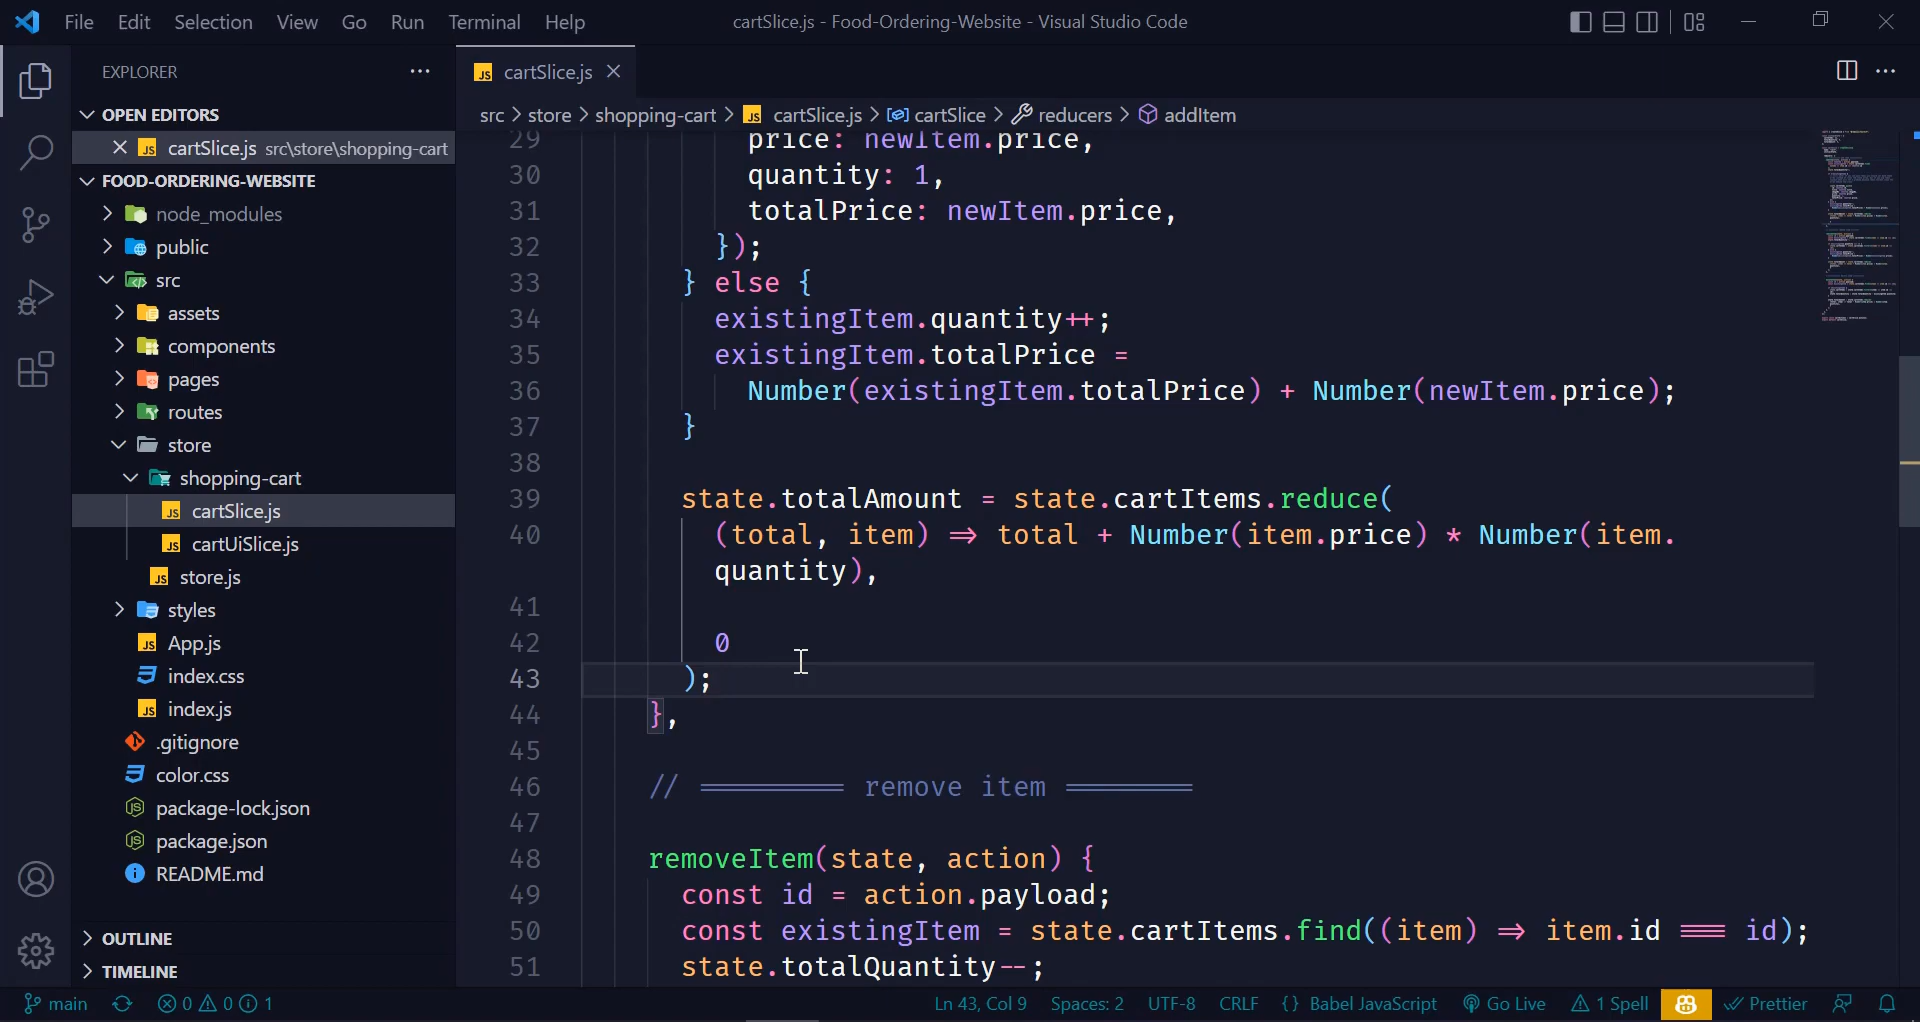 File Edit Selection View Go Run Terminal Help cartSlice.js - Food-Ordering-Website - Visual Studio Code
EXPLORER
OPEN EDITORS
cartSlice.js src\store\shopping-cart
FOOD-ORDERING-WEBSITE
node_modules
public
src
assets
components
pages
routes
store
shopping-cart
cartSlice.js
cartUiSlice.js
store.js
styles
App.js
index.css
index.js
.gitignore
color.css
package-lock.json
package.json
README.md
OUTLINE
TIMELINE
JS cartSlice.js
src > store > shopping-cart > JS cartSlice.js > cartSlice > reducers > addItem
29 price: newItem.price,
30 quantity: 1,
31 totalPrice: newItem.price,
32 });
33 } else {
34 existingItem.quantity++;
35 existingItem.totalPrice =
36 Number(existingItem.totalPrice) + Number(newItem.price);
37 }
38
39 state.totalAmount = state.cartItems.reduce(
40 (total, item) => total + Number(item.price) * Number(item.
quantity),
41
42 0
43 );
44 },
45
46 // ========= remove item ========
47
48 removeItem(state, action) {
49 const id = action.payload;
50 const existingItem = state.cartItems.find((item) => item.id === id);
51 state.totalQuantity--;
main 0 0 1 Ln 43, Col 9 Spaces: 2 UTF-8 CRLF {} Babel JavaScript Go Live 1 Spell Prettier